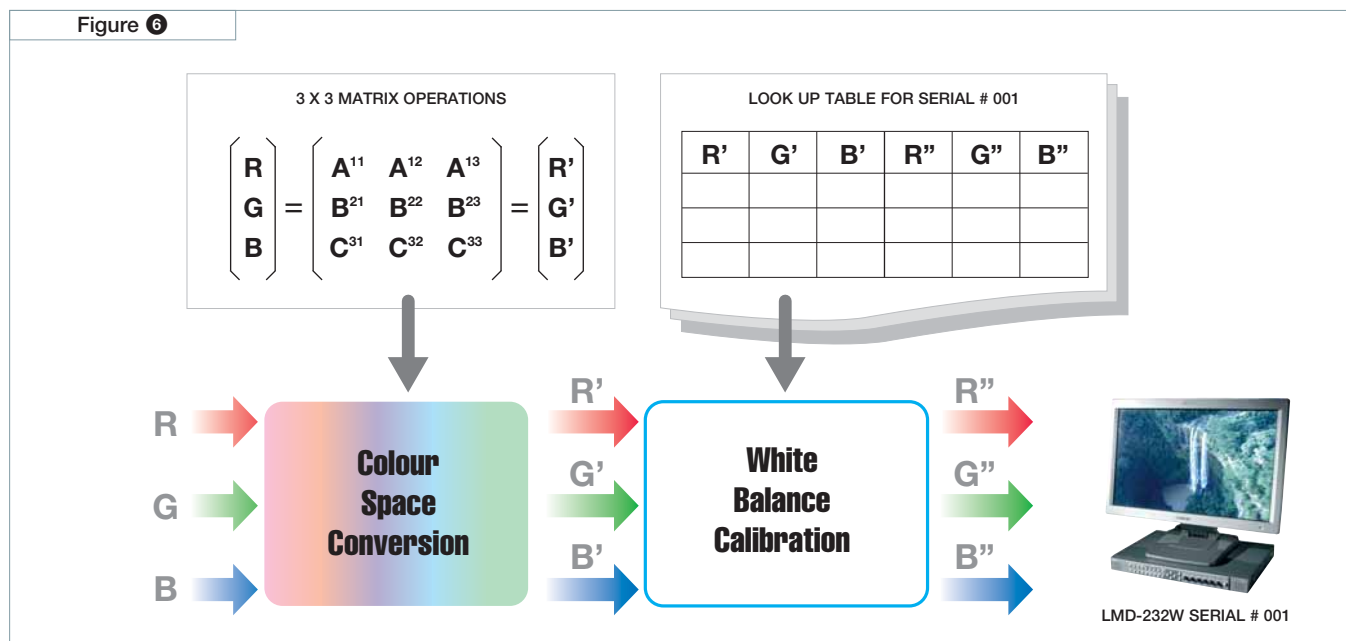 Figure ❻
3 X 3 MATRIX OPERATIONS
R
G
B
=
A¹¹ A¹² A¹³
B²¹ B²² B²³
C³¹ C³² C³³
=
R'
G'
B'
LOOK UP TABLE FOR SERIAL # 001
R' G' B' R” G” B”
R
G
B
Colour
Space
Conversion
R'
G'
B'
White
Balance
Calibration
R”
G”
B”
LMD-232W SERIAL # 001